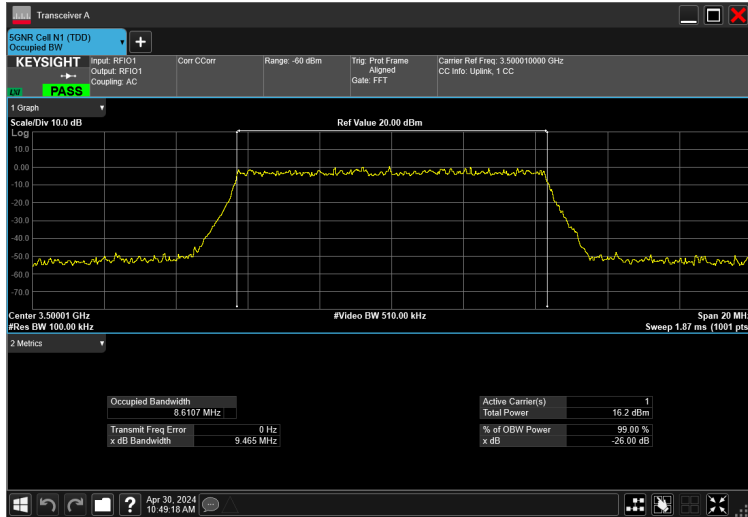 Transceiver A
5GNR Cell N1 (TDD)
Occupied BW
KEYSIGHT
Input: RFIO1
Output: RFIO1
Coupling: AC
Corr CCorr
Range: -60 dBm
Trig: Prot Frame
Aligned
Gate: FFT
Carrier Ref Freq: 3.500010000 GHz
CC Info: Uplink, 1 CC
PASS
1 Graph
Scale/Div 10.0 dB
Ref Value 20.00 dBm
Log
10.0
0.00
-10.0
-20.0
-30.0
-40.0
-50.0
-60.0
-70.0
Center 3.50001 GHz
#Video BW 510.00 kHz
Span 20 MH
#Res BW 100.00 kHz
Sweep 1.87 ms (1001 pts
2 Metrics
Occupied Bandwidth
8.6107 MHz
Transmit Freq Error 0 Hz
x dB Bandwidth 9.465 MHz
Active Carrier(s) 1
Total Power 16.2 dBm
% of OBW Power 99.00 %
x dB -26.00 dB
?
Apr 30, 2024
10:49:18 AM